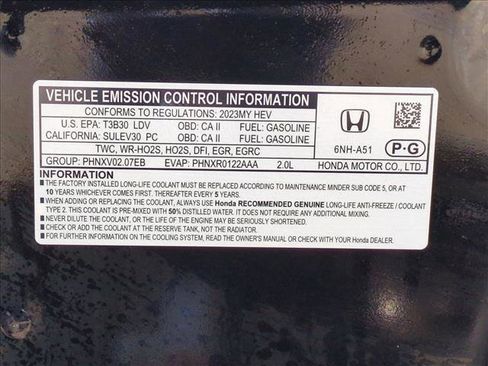 VEHICLE EMISSION CONTROL INFORMATION
CONFORMS TO REGULATIONS: 2023MY HEV
U.S. EPA: T3B30 LDV OBD: CA II FUEL: GASOLINE
CALIFORNIA: SULEV30 PC OBD: CA II FUEL: GASOLINE
TWC, WR-HO2S, HO2S, DFI, EGR, EGRC
GROUP: PHNXV02.07EB EVAP: PHNXR0122AAA 2.0L
6NH-A51
P-G
HONDA MOTOR CO., LTD.
INFORMATION
■ THE FACTORY INSTALLED LONG-LIFE COOLANT MUST BE REPLACED ACCORDING TO MAINTENANCE MINDER SUB CODE 5, OR AT
10 YEARS WHICHEVER COMES FIRST. THEREAFTER REPLACE AT EVERY 5 YEARS.
■ WHEN ADDING OR REPLACING THE COOLANT, ALWAYS USE Honda RECOMMENDED GENUINE LONG-LIFE ANTI-FREEZE / COOLANT
TYPE 2. THIS COOLANT IS PRE-MIXED WITH 50% DISTILLED WATER. IT DOES NOT REQUIRE ANY ADDITIONAL MIXING.
■ NEVER DILUTE THE COOLANT, OR THE LIFE OF THE ENGINE MAY BE SERIOUSLY SHORTENED.
■ CHECK OR ADD THE COOLANT AT THE RESERVE TANK, NOT THE RADIATOR.
■ FOR FURTHER INFORMATION ON THE COOLING SYSTEM, READ THE OWNER'S MANUAL OR CHECK WITH YOUR Honda DEALER.